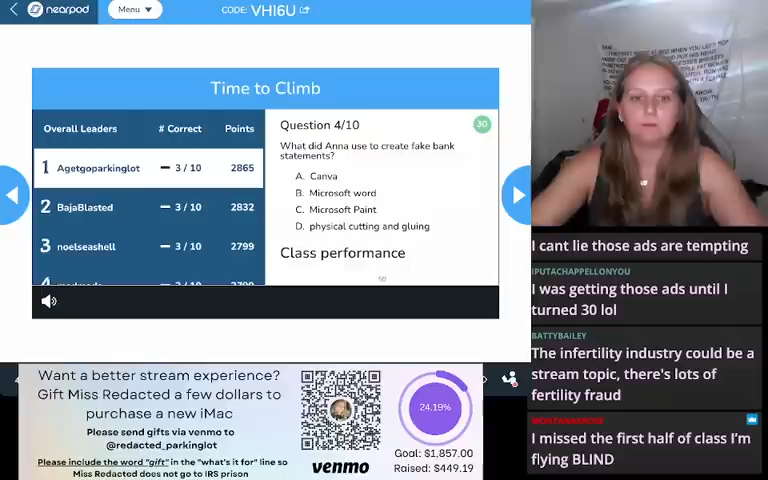 nearpod
Menu
CODE: VHI6U
Time to Climb
Overall Leaders # Correct Points
1 Agetgoparkinglot 3 / 10 2865
2 BajaBlasted 3 / 10 2832
3 noelseashell 3 / 10 2799
Question 4/10
30
What did Anna use to create fake bank
statements?
A. Canva
B. Microsoft word
C. Microsoft Paint
D. physical cutting and gluing
Class performance
I cant lie those ads are tempting
IPUTACHAPPELLONYOU
I was getting those ads until I
turned 30 lol
BATTYBAILEY
The infertility industry could be a
stream topic, there's lots of
fertility fraud
I missed the first half of class I'm
flying BLIND
Want a better stream experience?
Gift Miss Redacted a few dollars to
purchase a new iMac
Please send gifts via venmo to
@redacted_parkinglot
Please include the word "gift" in the "what's it for" line so
Miss Redacted does not go to IRS prison
venmo
24.19%
Goal: $1,857.00
Raised: $449.19